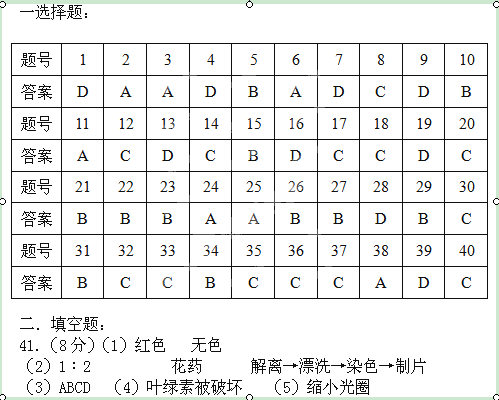 一选择题：
题号 1 2 3 4 5 6 7 8 9 10
答案 D A A D B A D C D B
题号 11 12 13 14 15 16 17 18 19 20
答案 A C D C B D C C D C
题号 21 22 23 24 25 26 27 28 29 30
答案 B B B A A B B D B C
题号 31 32 33 34 35 36 37 38 39 40
答案 B C C B C C C A D C
二．填空题：
41.（8分）（1）红色 无色
（2）1∶2 花药 解离→漂洗→染色→制片
（3）ABCD （4）叶绿素被破坏 （5）缩小光圈